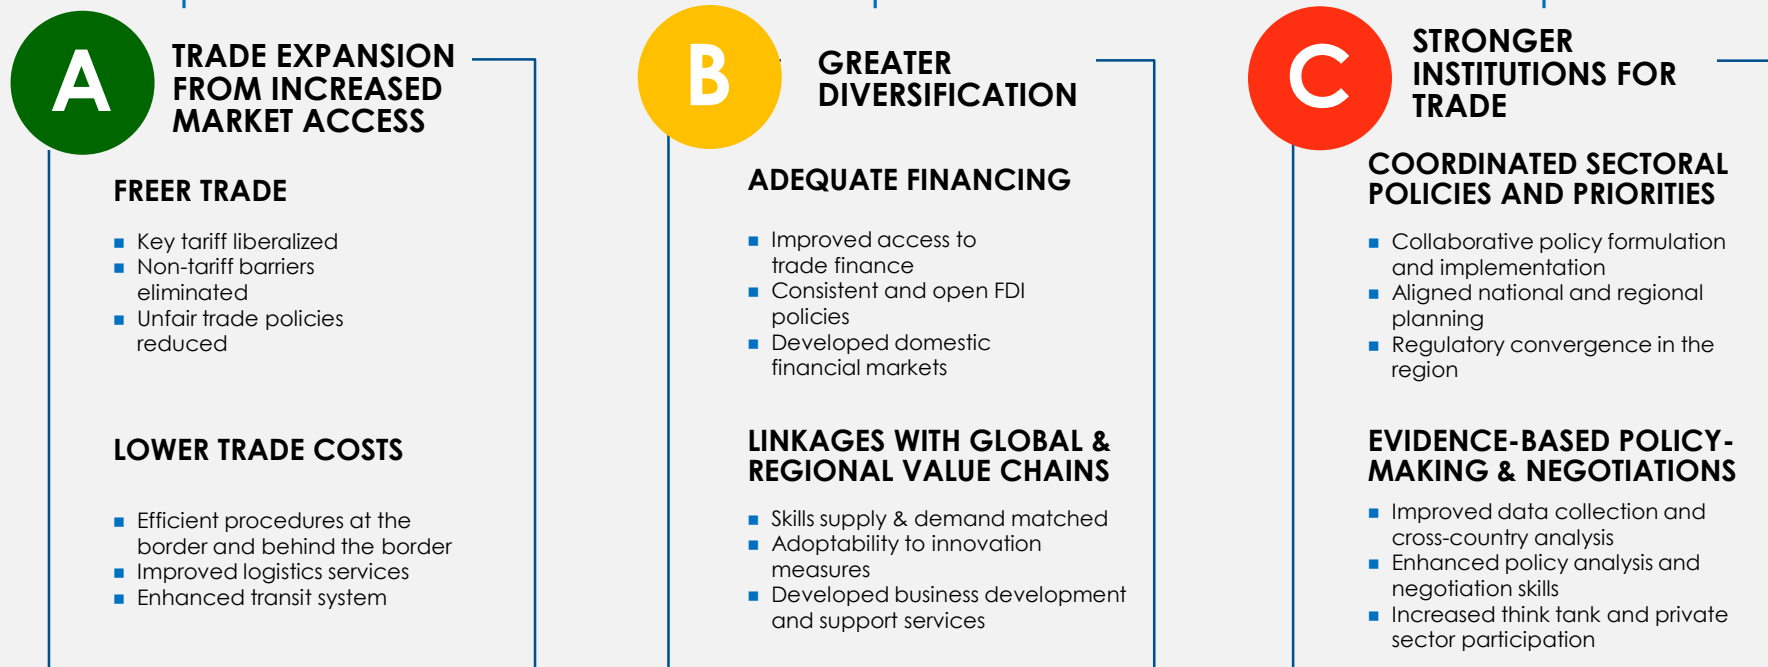 A
TRADE EXPANSION
FROM INCREASED
MARKET ACCESS
FREER TRADE
Key tariff liberalized
Non-tariff barriers
eliminated
Unfair trade policies
reduced
LOWER TRADE COSTS
Efficient procedures at the
border and behind the border
Improved logistics services
Enhanced transit system
B
GREATER
DIVERSIFICATION
ADEQUATE FINANCING
Improved access to
trade finance
Consistent and open FDI
policies
Developed domestic
financial markets
LINKAGES WITH GLOBAL &
REGIONAL VALUE CHAINS
Skills supply & demand matched
Adoptability to innovation
measures
Developed business development
and support services
C
STRONGER
INSTITUTIONS FOR
TRADE
COORDINATED SECTORAL
POLICIES AND PRIORITIES
Collaborative policy formulation
and implementation
Aligned national and regional
planning
Regulatory convergence in the
region
EVIDENCE-BASED POLICY-
MAKING & NEGOTIATIONS
Improved data collection and
cross-country analysis
Enhanced policy analysis and
negotiation skills
Increased think tank and private
sector participation